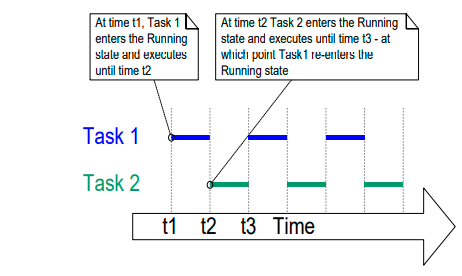 At time t1, Task 1
enters the Running
state and executes
until time t2
At time t2 Task 2 enters the Running
state and executes until time t3 - at
which point Task1 re-enters the
Running state
Task 1
Task 2
t1 t2 t3 Time